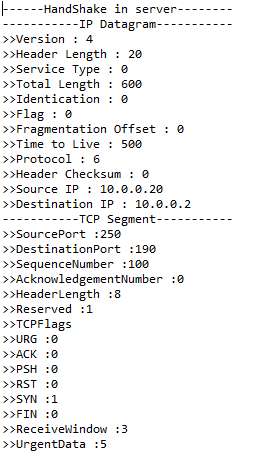 ------HandShake in server--------
-----------IP Datagram-----------
>>Version : 4
>>Header Length : 20
>>Service Type : 0
>>Total Length : 600
>>Identication : 0
>>Flag : 0
>>Fragmentation Offset : 0
>>Time to Live : 500
>>Protocol : 6
>>Header Checksum : 0
>>Source IP : 10.0.0.20
>>Destination IP : 10.0.0.2
-----------TCP Segment-----------
>>SourcePort :250
>>DestinationPort :190
>>SequenceNumber :100
>>AcknowledgementNumber :0
>>HeaderLength :8
>>Reserved :1
>>TCPFlags
>>URG :0
>>ACK :0
>>PSH :0
>>RST :0
>>SYN :1
>>FIN :0
>>ReceiveWindow :3
>>UrgentData :5